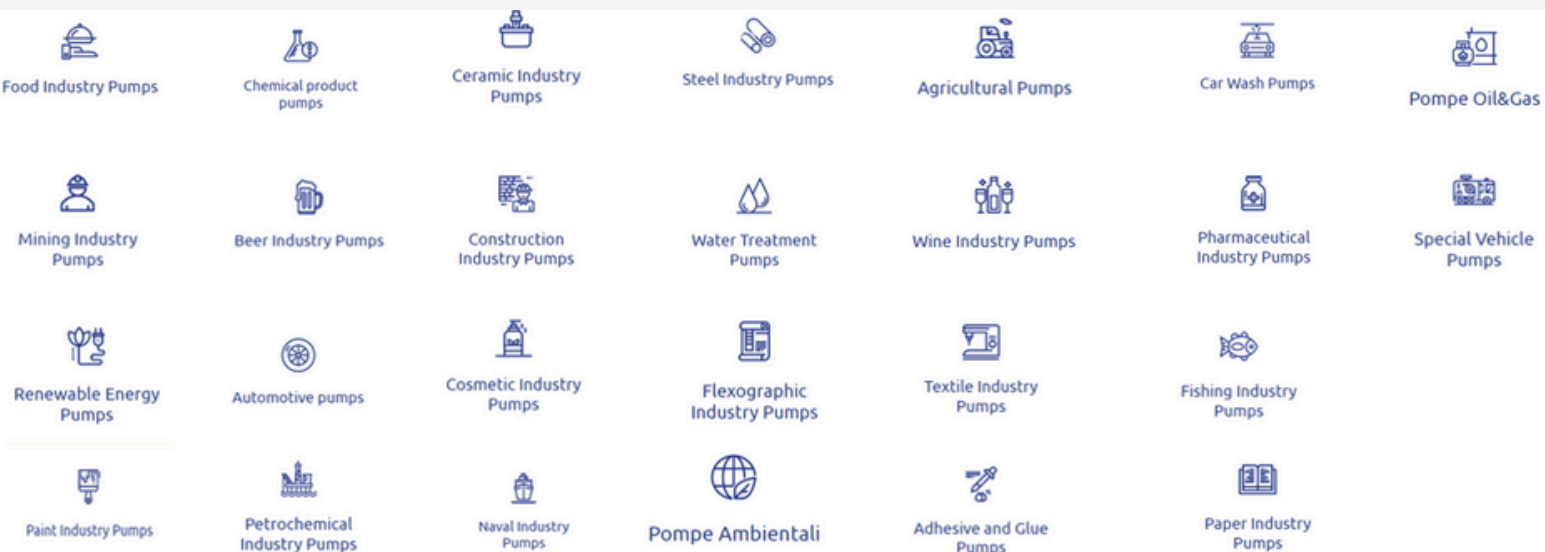 Food Industry Pumps
Chemical product
pumps
Ceramic Industry
Pumps
Steel Industry Pumps
Agricultural Pumps
Car Wash Pumps
Pompe Oil&Gas
Mining Industry
Pumps
Beer Industry Pumps
Construction
Industry Pumps
Water Treatment
Pumps
Wine Industry Pumps
Pharmaceutical
Industry Pumps
Special Vehicle
Pumps
Renewable Energy
Pumps
Automotive pumps
Cosmetic Industry
Pumps
Flexographic
Industry Pumps
Textile Industry
Pumps
Fishing Industry
Pumps
Paint Industry Pumps
Petrochemical
Industry Pumps
Naval Industry
Pumps
Pompe Ambientali
Adhesive and Glue
Pumps
Paper Industry
Pumps